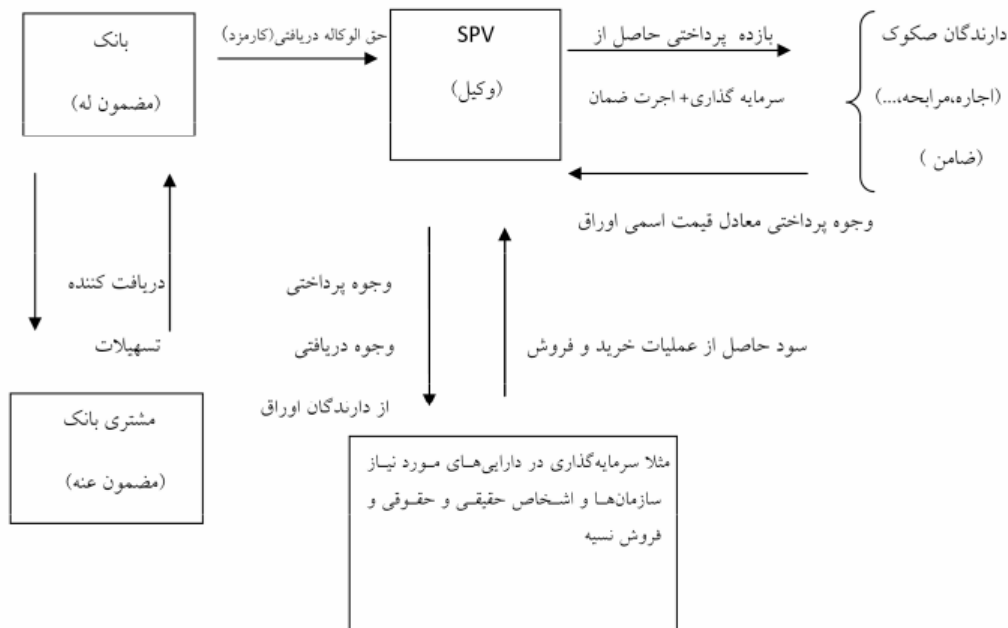 دارندگان صکوک
(اجاره،مرابحه،...)
(ضامن )
بازده پرداختی حاصل از
سرمایه گذاری+ اجرت ضمان
وجوه پرداختی معادل قیمت اسمی اوراق
SPV
(وکیل)
حق الوکاله دریافتی(کارمزد)
بانک
(مضمون له)
دریافت کننده
تسهیلات
مشتری بانک
(مضمون عنه)
وجوه پرداختی
وجوه دریافتی
از دارندگان اوراق
سود حاصل از عملیات خرید و فروش
مثلا سرمایه‌گذاری در دارایی‌های مورد نیاز
سازمان‌ها و اشخاص حقیقی و حقوقی و
فروش نسیه